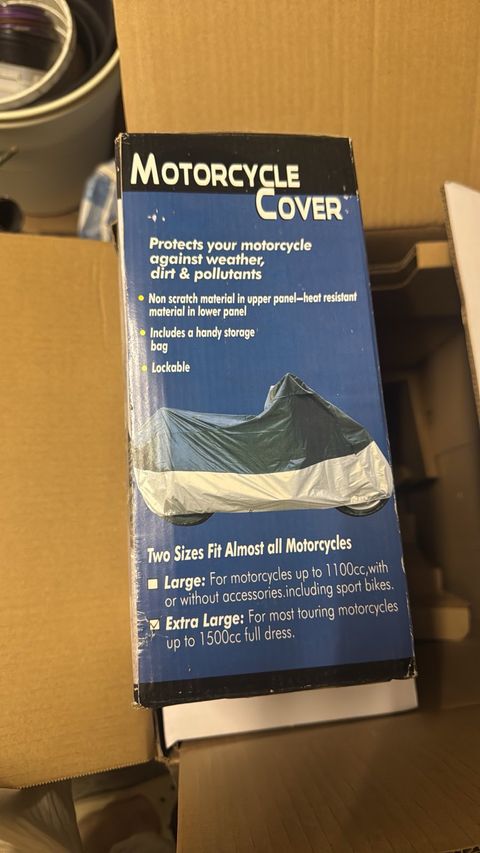 MOTORCYCLE
COVER
Protects your motorcycle
against weather,
dirt & pollutants
Non scratch material in upper panel–heat resistant
material in lower panel
Includes a handy storage
bag
Lockable
Two Sizes Fit Almost all Motorcycles
Large: For motorcycles up to 1100cc,with
or without accessories.including sport bikes.
Extra Large: For most touring motorcycles
up to 1500cc full dress.